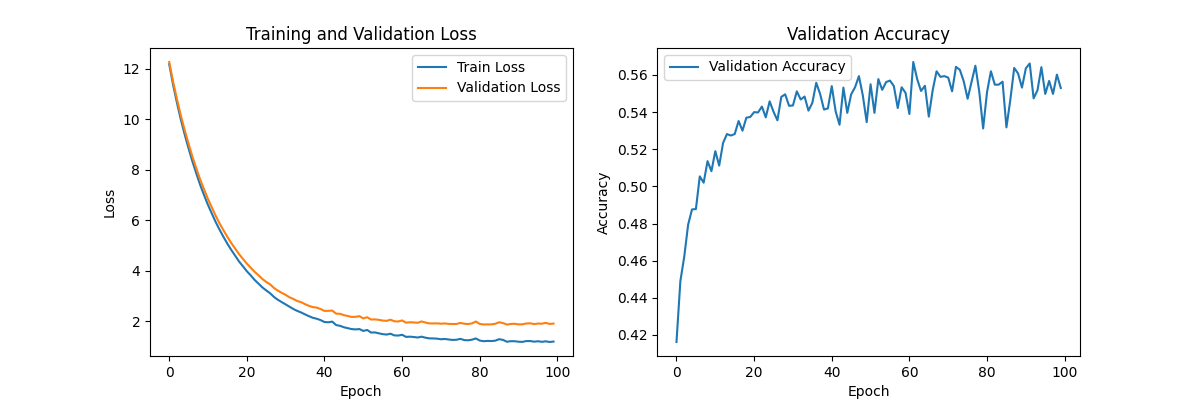 Training and Validation Loss
Train Loss
Validation Loss
12
10
8
6
4
2
Loss
0
20
40
60
80
100
Epoch
Validation Accuracy
Validation Accuracy
0.56
0.54
0.52
0.50
0.48
0.46
0.44
0.42
Accuracy
0
20
40
60
80
100
Epoch